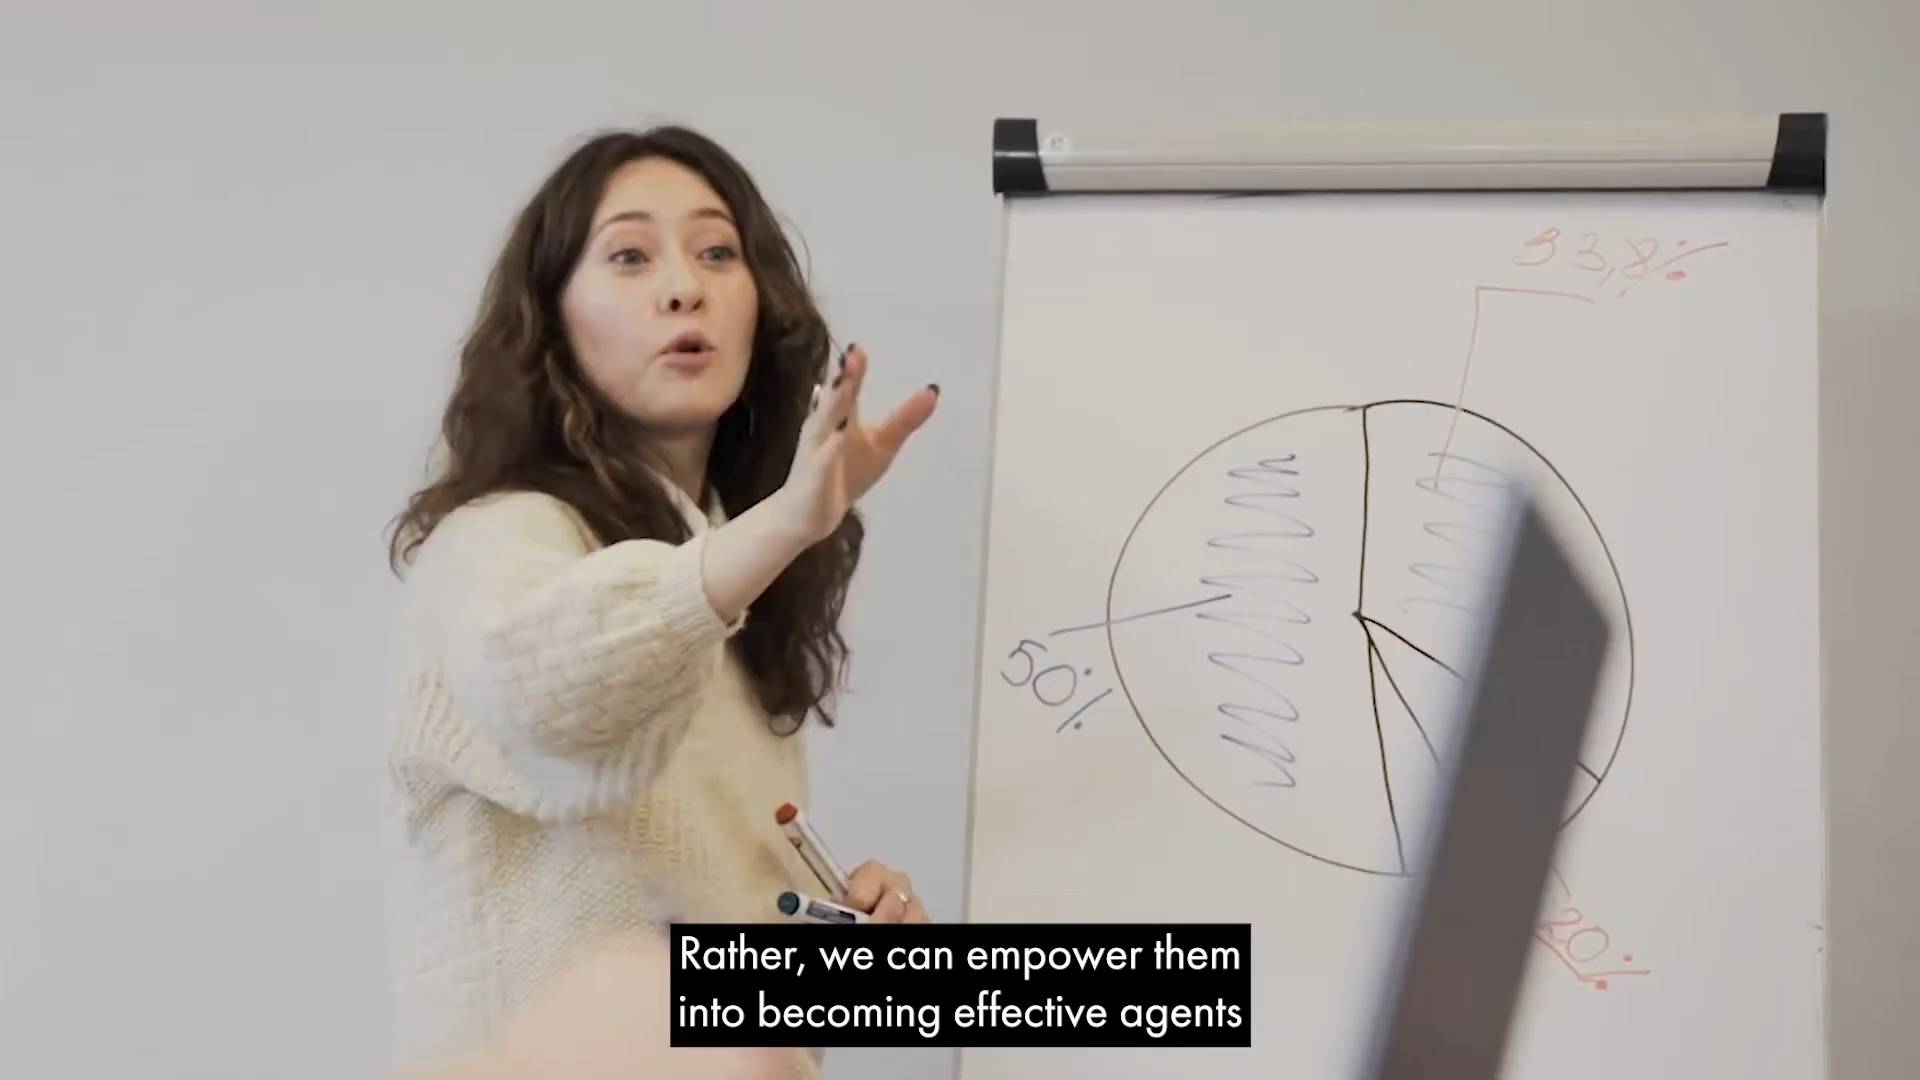 33,8%
50%
20%
Rather, we can empower them
into becoming effective agents